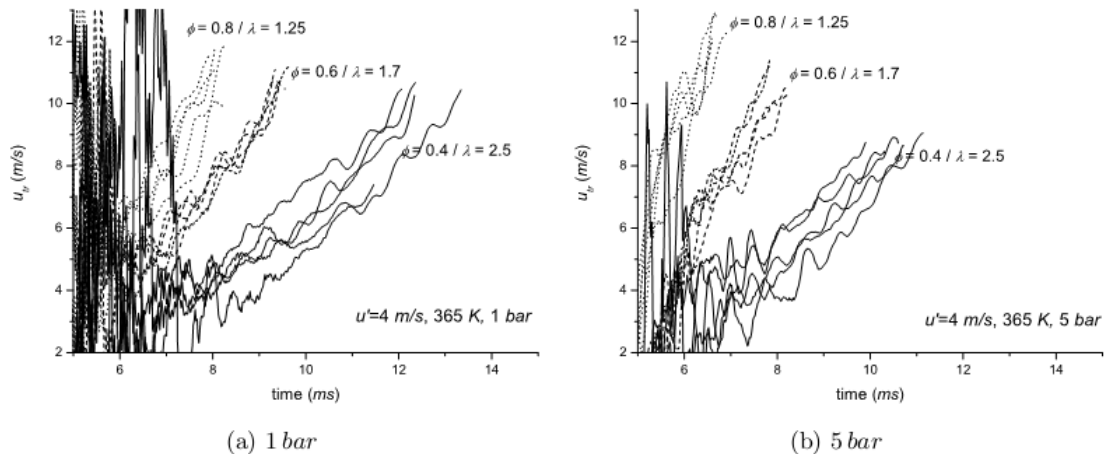 13
12
10
8
6
4
2
u_tr (m/s)
ϕ = 0.8 / λ = 1.25
ϕ = 0.6 / λ = 1.7
ϕ = 0.4 / λ = 2.5
u'=4 m/s, 365 K, 1 bar
6 8 10 12 14
time (ms)
(a) 1 bar
12
10
8
6
4
2
u_tr (m/s)
ϕ = 0.8 / λ = 1.25
ϕ = 0.6 / λ = 1.7
ϕ = 0.4 / λ = 2.5
u'=4 m/s, 365 K, 5 bar
6 8 10 12 14
time (ms)
(b) 5 bar